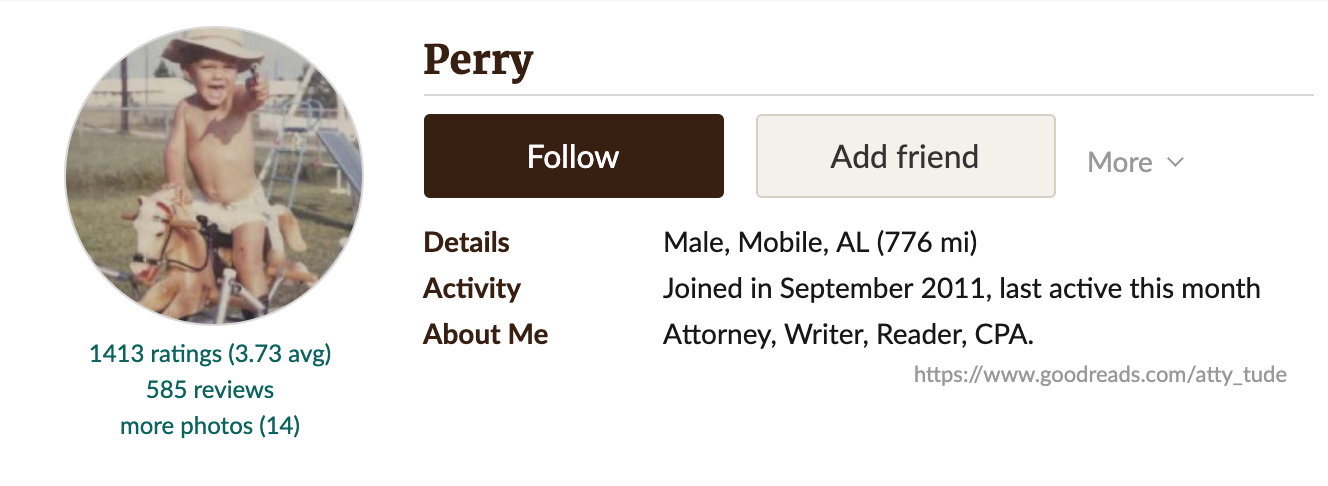 Perry
Follow
Add friend
More
Details Male, Mobile, AL (776 mi)
Activity Joined in September 2011, last active this month
About Me Attorney, Writer, Reader, CPA.
https://www.goodreads.com/atty_tude
1413 ratings (3.73 avg)
585 reviews
more photos (14)